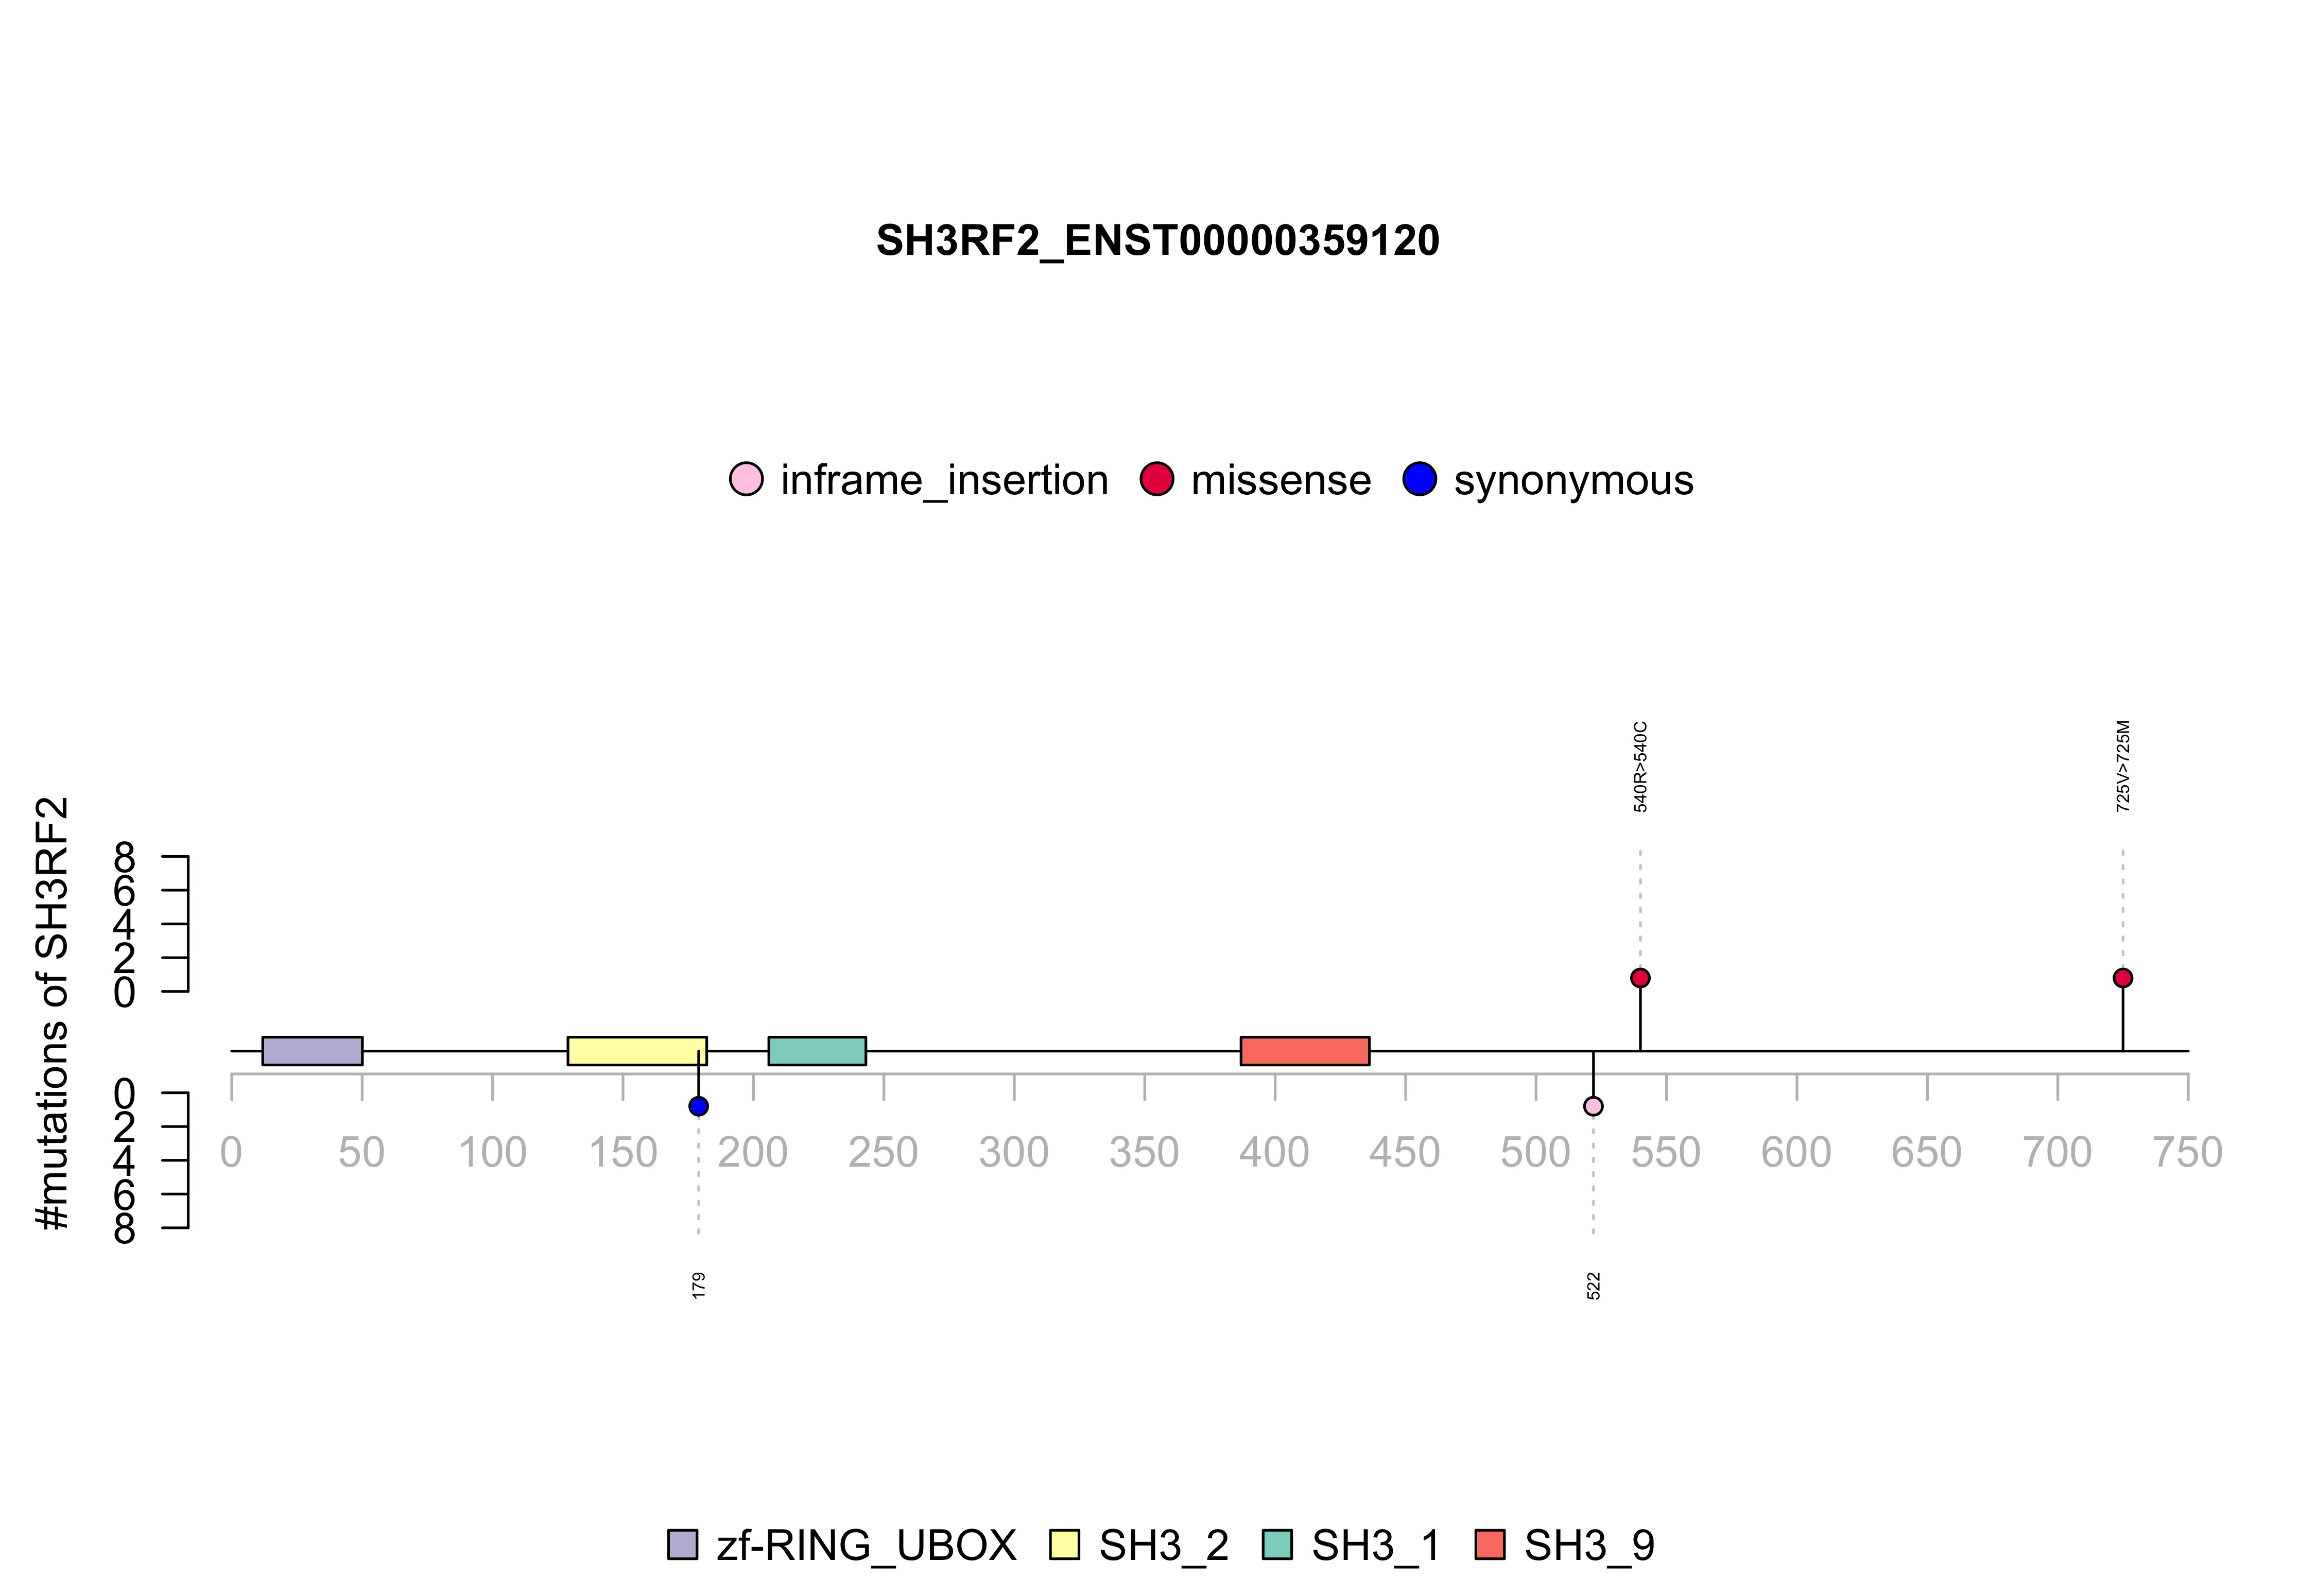 SH3RF2_ENST00000359120
inframe_insertion missense synonymous
540R>540C
725V>725M
#mutations of SH3RF2
8
6
4
2
0
0
2
4
6
8
0 50 100 150 200 250 300 350 400 450 500 550 600 650 700 750
179
522
zf-RING_UBOX SH3_2 SH3_1 SH3_9